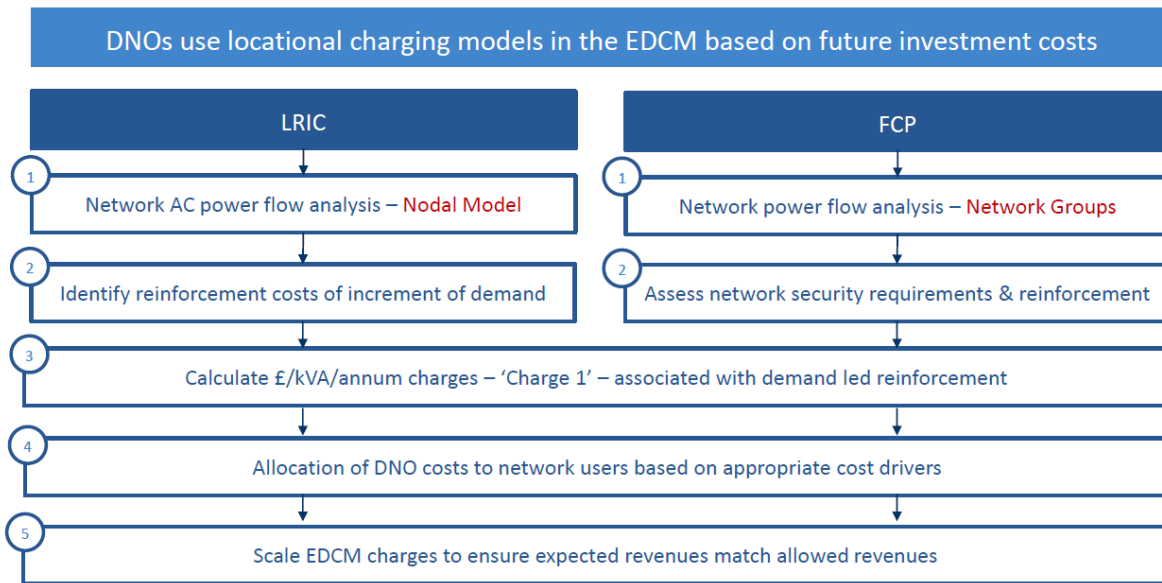 DNOs use locational charging models in the EDCM based on future investment costs
LRIC
FCP
1
Network AC power flow analysis – Nodal Model
1
Network power flow analysis – Network Groups
2
Identify reinforcement costs of increment of demand
2
Assess network security requirements & reinforcement
3
Calculate £/kVA/annum charges – ‘Charge 1’ – associated with demand led reinforcement
4
Allocation of DNO costs to network users based on appropriate cost drivers
5
Scale EDCM charges to ensure expected revenues match allowed revenues